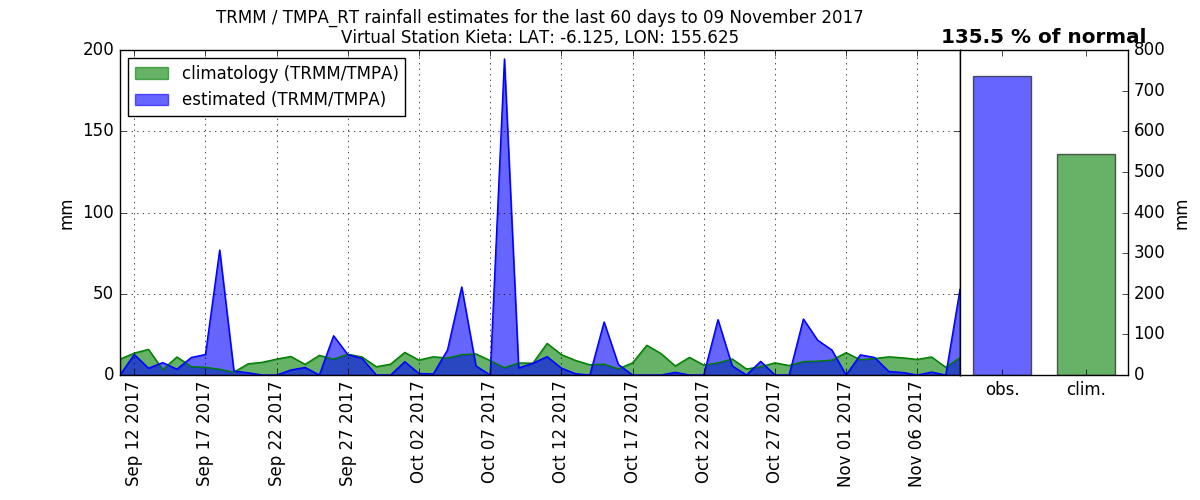 TRMM / TMPA_RT rainfall estimates for the last 60 days to 09 November 2017
Virtual Station Kieta: LAT: -6.125, LON: 155.625
135.5 % of normal
climatology (TRMM/TMPA)
estimated (TRMM/TMPA)
200
150
100
50
0
mm
800
700
600
500
400
300
200
100
0
mm
Sep 12 2017
Sep 17 2017
Sep 22 2017
Sep 27 2017
Oct 02 2017
Oct 07 2017
Oct 12 2017
Oct 17 2017
Oct 22 2017
Oct 27 2017
Nov 01 2017
Nov 06 2017
obs.
clim.